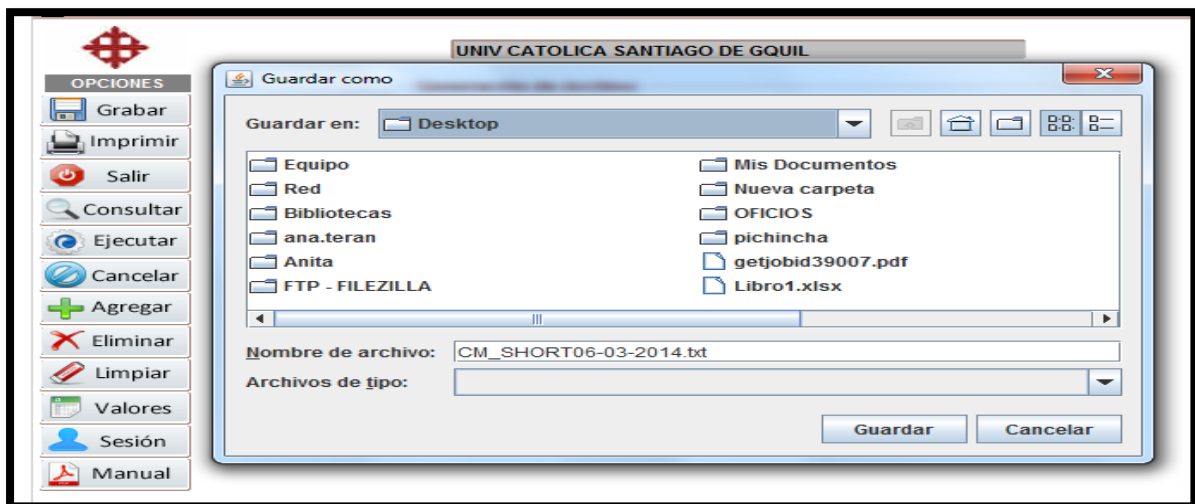 UNIV CATOLICA SANTIAGO DE GQUIL
OPCIONES
Grabar
Imprimir
Salir
Consultar
Ejecutar
Cancelar
Agregar
Eliminar
Limpiar
Valores
Sesión
Manual
Guardar como
Guardar en: Desktop
Equipo
Red
Bibliotecas
ana.teran
Anita
FTP - FILEZILLA
Mis Documentos
Nueva carpeta
OFICIOS
pichincha
getjobid39007.pdf
Libro1.xlsx
Nombre de archivo: CM_SHORT06-03-2014.txt
Archivos de tipo:
Guardar Cancelar